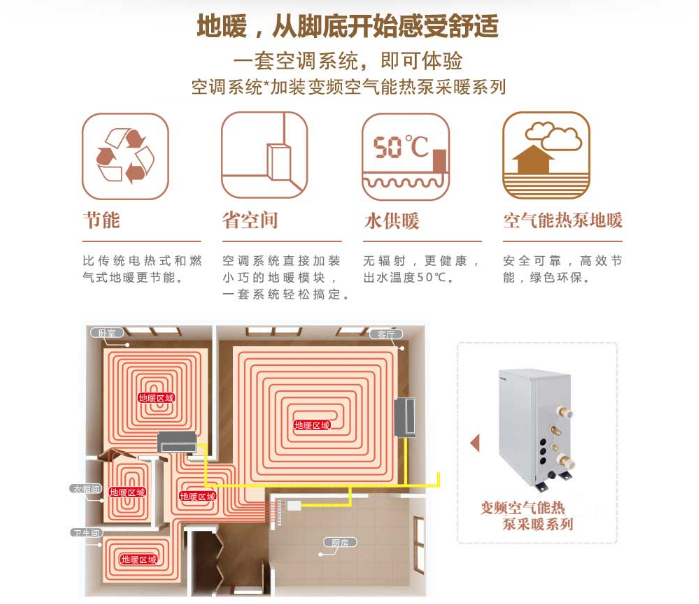 地暖，从脚底开始感受舒适
一套空调系统，即可体验
空调系统*加装变频空气能热泵采暖系列
50℃
节能
省空间
水供暖
空气能热泵地暖
比传统电热式和燃
气式地暖更节能。
空调系统直接加装
小巧的地暖模块，
一套系统轻松搞定。
无辐射，更健康，
出水温度50℃。
安全可靠，高效节
能，绿色环保。
卧室
客厅
地暖区域
地暖区域
衣帽间
地暖区域
地暖区域
卫生间
地暖区域
厨房
变频空气能热
泵采暖系列